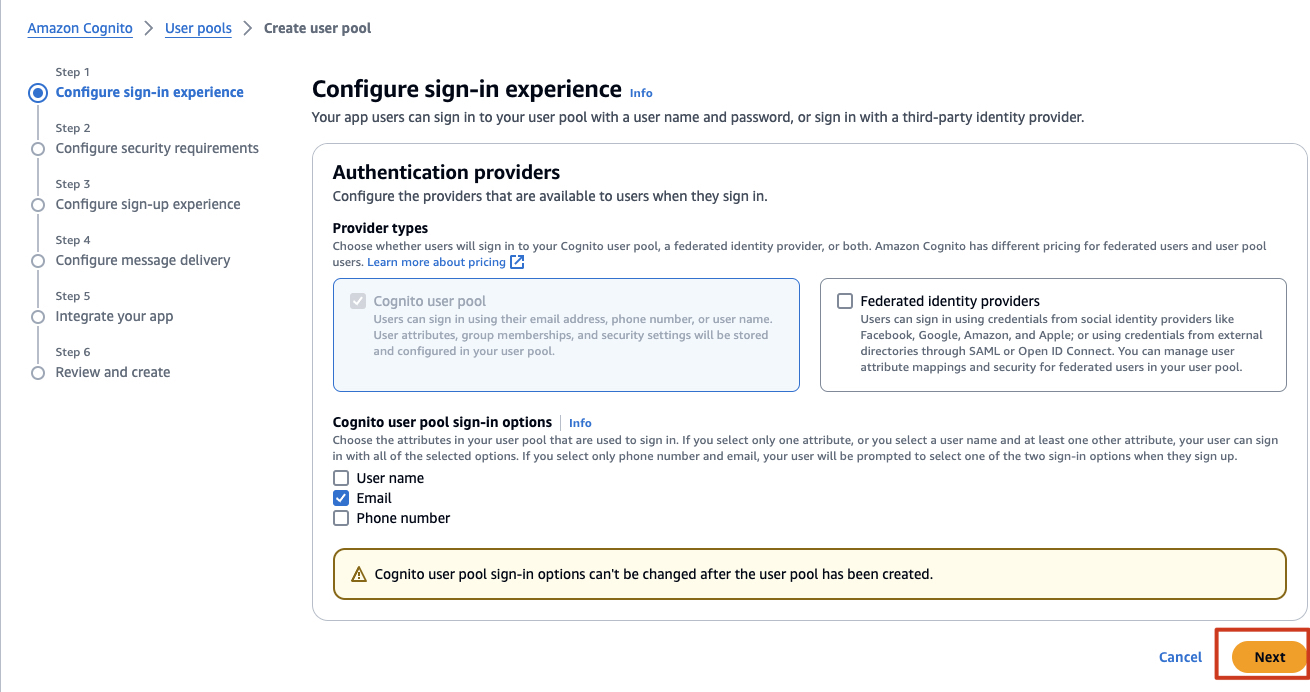 Amazon Cognito > User pools > Create user pool
Step 1
Configure sign-in experience
Step 2
Configure security requirements
Step 3
Configure sign-up experience
Step 4
Configure message delivery
Step 5
Integrate your app
Step 6
Review and create
Configure sign-in experience Info
Your app users can sign in to your user pool with a user name and password, or sign in with a third-party identity provider.
Authentication providers
Configure the providers that are available to users when they sign in.
Provider types
Choose whether users will sign in to your Cognito user pool, a federated identity provider, or both. Amazon Cognito has different pricing for federated users and user pool
users. Learn more about pricing
Cognito user pool
Users can sign in using their email address, phone number, or user name.
User attributes, group memberships, and security settings will be stored
and configured in your user pool.
Federated identity providers
Users can sign in using credentials from social identity providers like
Facebook, Google, Amazon, and Apple; or using credentials from external
directories through SAML or Open ID Connect. You can manage user
attribute mappings and security for federated users in your user pool.
Cognito user pool sign-in options Info
Choose the attributes in your user pool that are used to sign in. If you select only one attribute, or you select a user name and at least one other attribute, your user can sign
in with all of the selected options. If you select only phone number and email, your user will be prompted to select one of the two sign-in options when they sign up.
User name
Email
Phone number
Cognito user pool sign-in options can't be changed after the user pool has been created.
Cancel Next